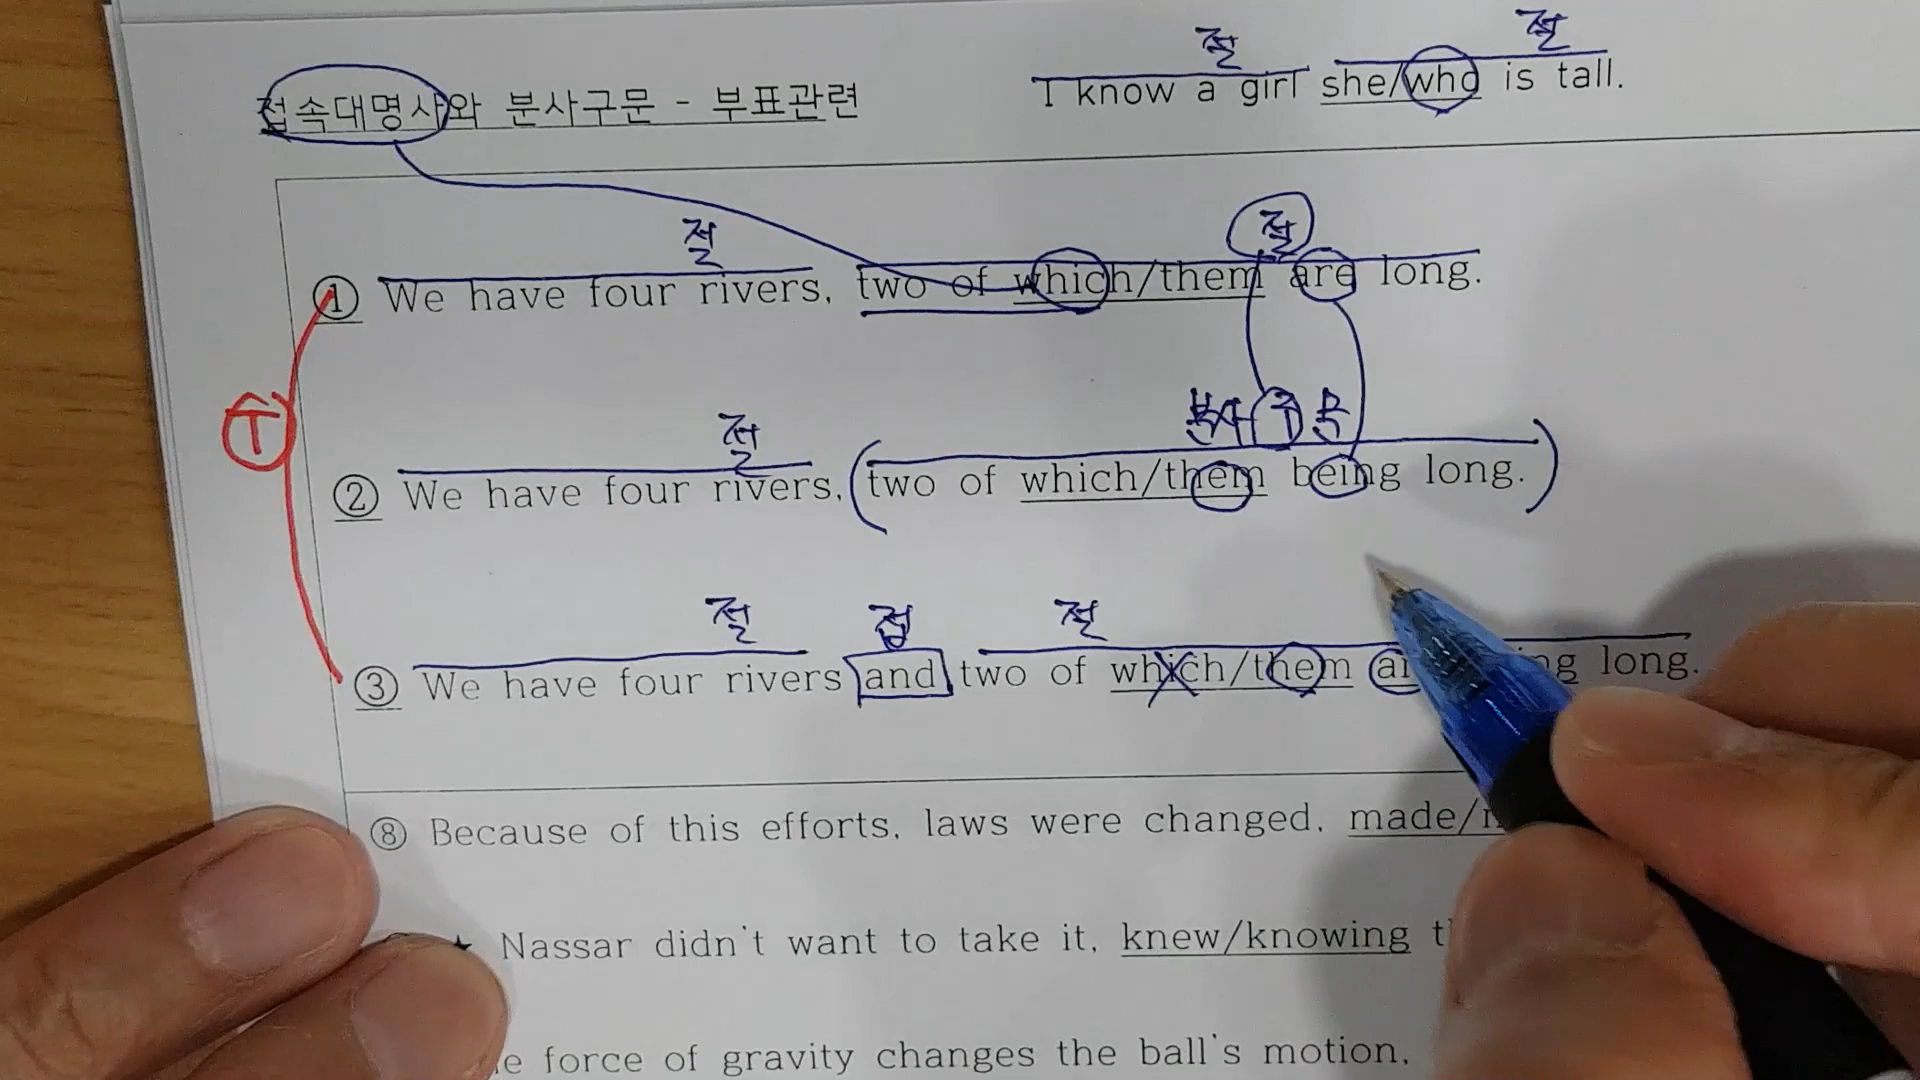 절 절
접속대명사와 분사구문 - 부표관련
I know a girl she/who is tall.
절 절
① We have four rivers, two of which/them are long.
T
절 분사구문
② We have four rivers, (two of which/them being long.)
절 접 절
③ We have four rivers and two of which/them long.
⑧ Because of this efforts, laws were changed, made/
★ Nassar didn't want to take it, knew/knowing
force of gravity changes the ball's motion,